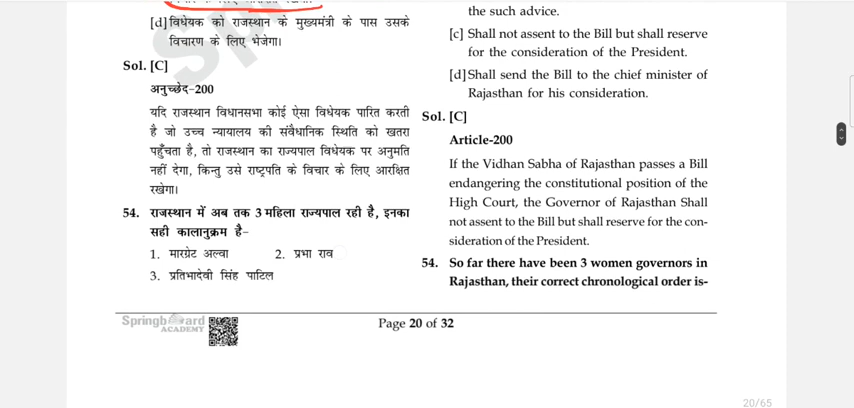 [d] विधेयक को राजस्थान के मुख्यमंत्री के पास उसके
विचारण के लिए भेजेगा।
Sol. [C]
अनुच्छेद–200
यदि राजस्थान विधानसभा कोई ऐसा विधेयक पारित करती
है जो उच्च न्यायालय की संवैधानिक स्थिति को खतरा
पहुँचता है, तो राजस्थान का राज्यपाल विधेयक पर अनुमति
नहीं देगा, किन्तु उसे राष्ट्रपति के विचार के लिए आरक्षित
रखेगा।
54. राजस्थान में अब तक 3 महिला राज्यपाल रही है, इनका
सही कालानुक्रम है–
1. मारग्रेट अल्वा 2. प्रभा राव
3. प्रतिभादेवी सिंह पाटिल
the such advice.
[c] Shall not assent to the Bill but shall reserve
for the consideration of the President.
[d] Shall send the Bill to the chief minister of
Rajasthan for his consideration.
Sol. [C]
Article-200
If the Vidhan Sabha of Rajasthan passes a Bill
endangering the constitutional position of the
High Court, the Governor of Rajasthan Shall
not assent to the Bill but shall reserve for the con-
sideration of the President.
54. So far there have been 3 women governors in
Rajasthan, their correct chronological order is-
Springboard
ACADEMY
Page 20 of 32
20/65